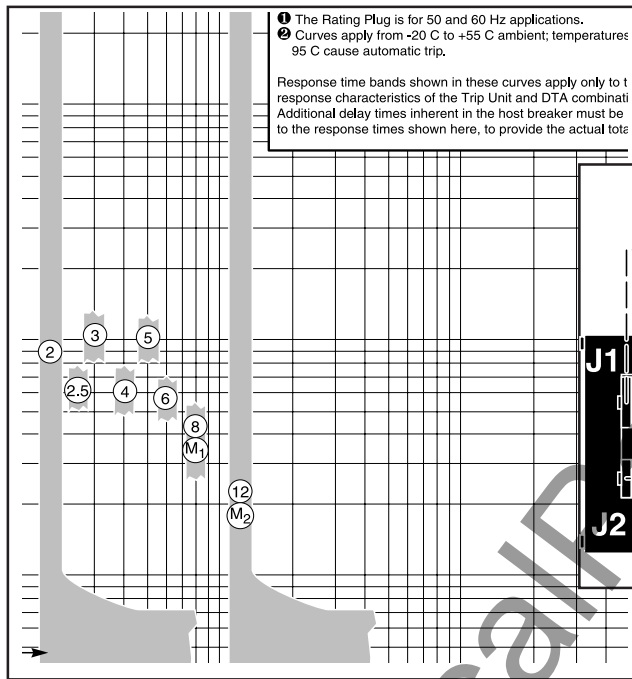 ❶ The Rating Plug is for 50 and 60 Hz applications.
❷ Curves apply from -20 C to +55 C ambient; temperatures
95 C cause automatic trip.
Response time bands shown in these curves apply only to t
response characteristics of the Trip Unit and DTA combinati
Additional delay times inherent in the host breaker must be
to the response times shown here, to provide the actual tota
3
5
2
2.5
4
6
8
M1
12
M2
J1
J2